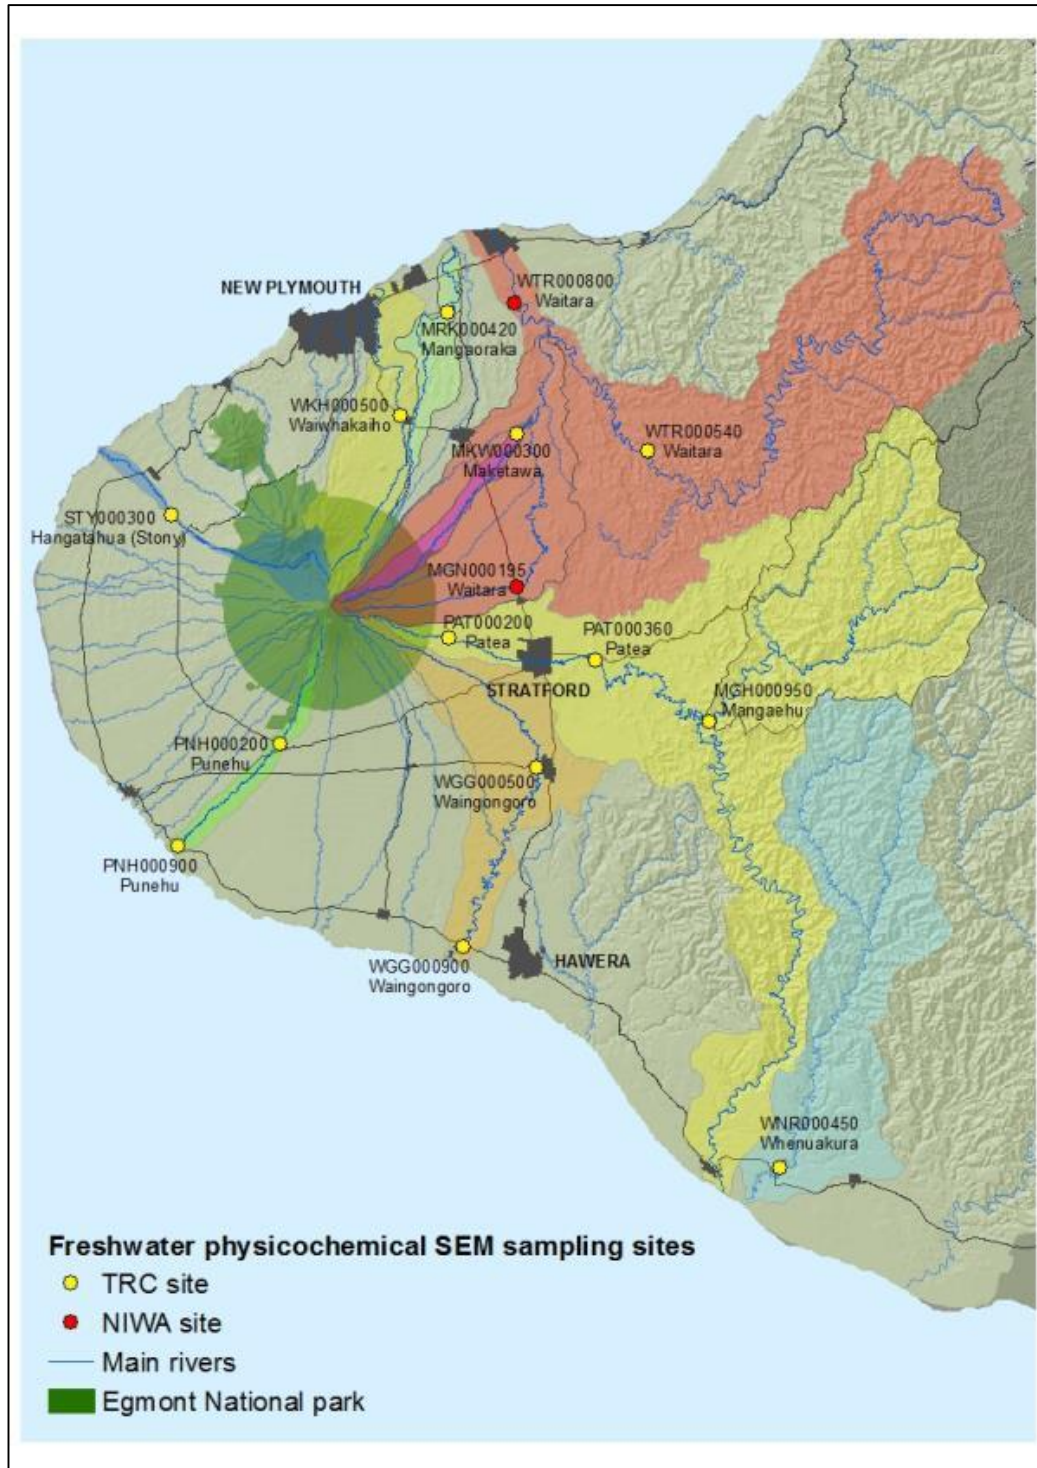 NEW PLYMOUTH
WTR000800
Waitara
MRK000420
Mangaoraka
WKH000500
Waiwhakaiho
MKW000300
Maketawa
WTR000540
Waitara
STY000300
Hangatahua (Stony)
MGN000195
Waitara
PAT000200
Patea
PAT000360
Patea
STRATFORD
MGH000950
Mangaehu
PNH000200
Punehu
WGG000500
Waingongoro
PNH000900
Punehu
WGG000900
Waingongoro
HAWERA
WNR000450
Whenuakura
Freshwater physicochemical SEM sampling sites
TRC site
NIWA site
Main rivers
Egmont National park